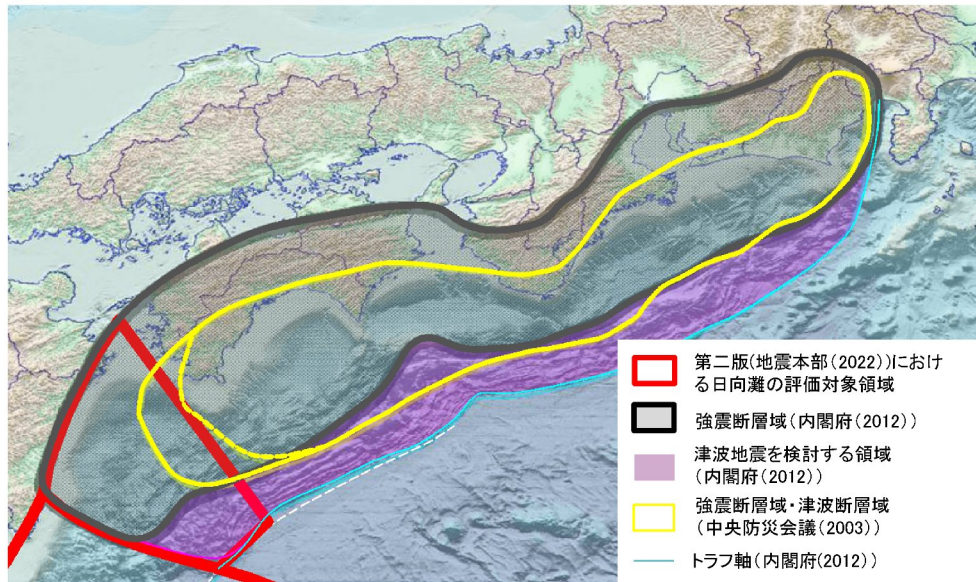 第二版(地震本部(2022))におけ
る日向灘の評価対象領域
強震断層域(内閣府(2012))
津波地震を検討する領域
(内閣府(2012))
強震断層域・津波断層域
(中央防災会議(2003))
トラフ軸(内閣府(2012))